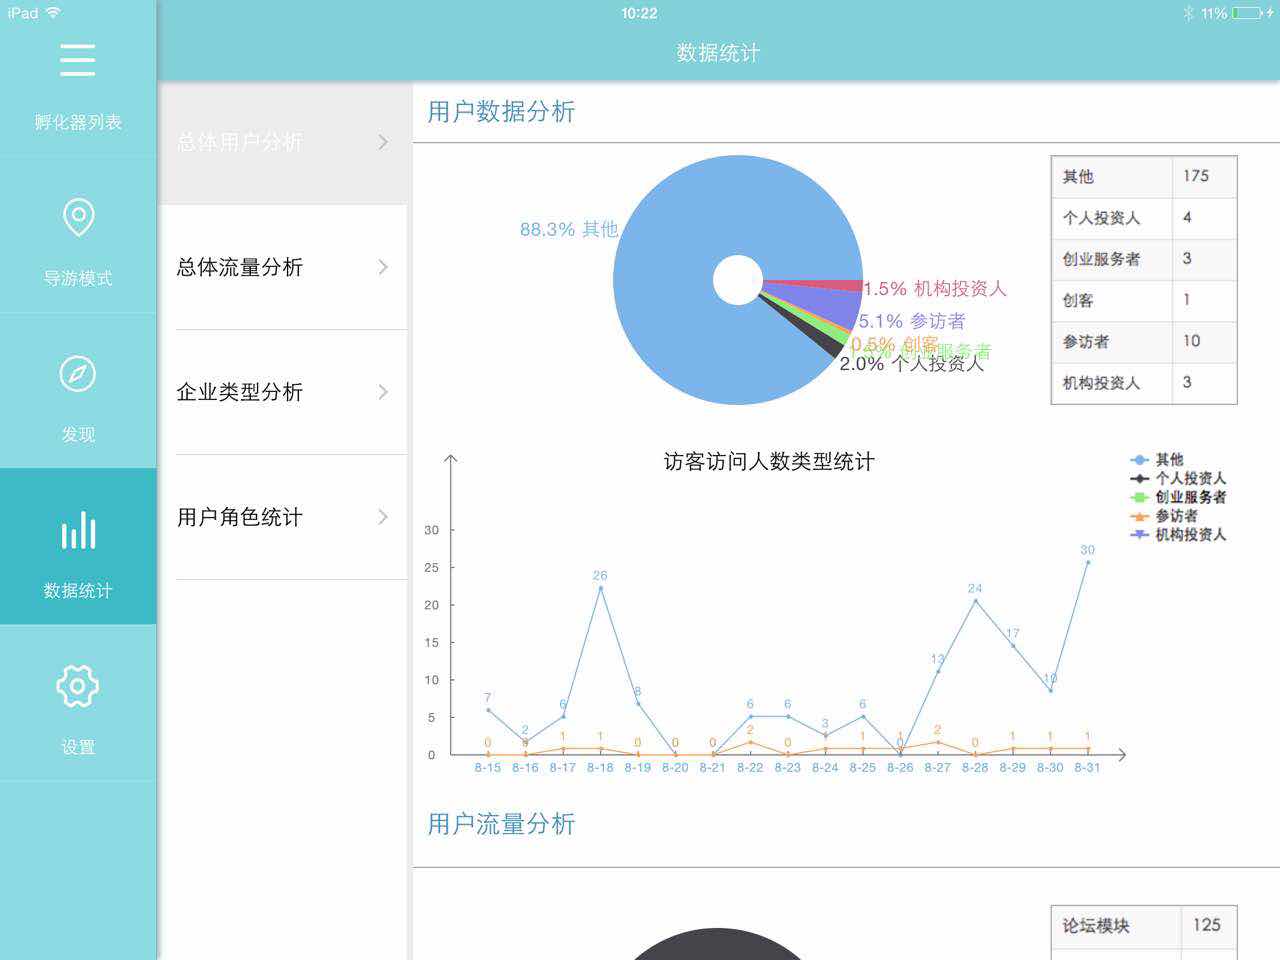 iPad
10:22
11%
数据统计
孵化器列表
导游模式
发现
数据统计
设置
总体用户分析
总体流量分析
企业类型分析
用户角色统计
用户数据分析
88.3% 其他
1.5% 机构投资人
5.1% 参访者
0.5% 创客
创业服务者
2.0% 个人投资人
其他 175
个人投资人 4
创业服务者 3
创客 1
参访者 10
机构投资人 3
访客访问人数类型统计
其他
个人投资人
创业服务者
参访者
机构投资人
30
25
20
15
10
5
0
7 2 6 26 8 0 0 6 6 3 6 0 13 24 17 10 30
0 0 1 1 0 0 0 2 0 1 1 1 2 0 1 1 1
8-15 8-16 8-17 8-18 8-19 8-20 8-21 8-22 8-23 8-24 8-25 8-26 8-27 8-28 8-29 8-30 8-31
用户流量分析
论坛模块 125